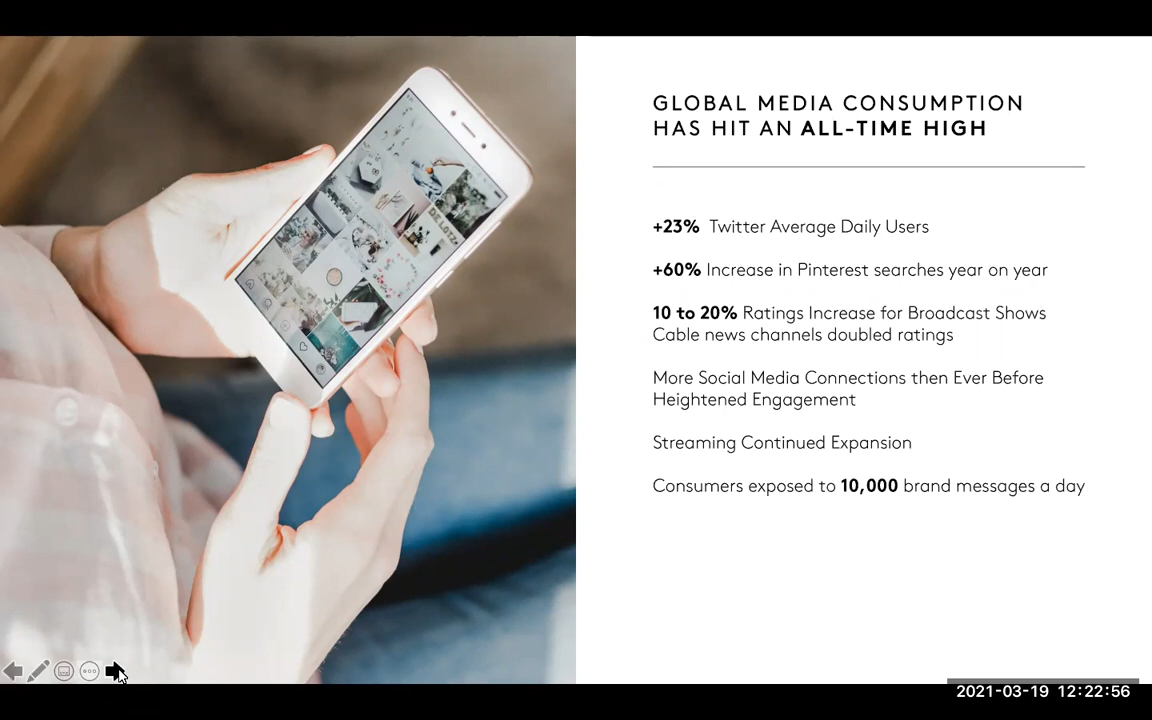 GLOBAL MEDIA CONSUMPTION
HAS HIT AN ALL-TIME HIGH
+23% Twitter Average Daily Users
+60% Increase in Pinterest searches year on year
10 to 20% Ratings Increase for Broadcast Shows
Cable news channels doubled ratings
More Social Media Connections then Ever Before
Heightened Engagement
Streaming Continued Expansion
Consumers exposed to 10,000 brand messages a day
2021-03-19 12:22:56